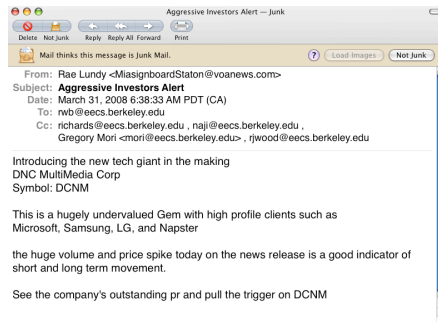 Aggressive Investors Alert — Junk
Delete Not Junk Reply Reply All Forward Print
Mail thinks this message is Junk Mail. ? Load Images Not Junk
From: Rae Lundy <MiasignboardStaton@voanews.com>
Subject: Aggressive Investors Alert
Date: March 31, 2008 6:38:33 AM PDT (CA)
To: rwb@eecs.berkeley.edu
Cc: richards@eecs.berkeley.edu , naji@eecs.berkeley.edu ,
Gregory Mori <mori@eecs.berkeley.edu> , rjwood@eecs.berkeley.edu
Introducing the new tech giant in the making
DNC MultiMedia Corp
Symbol: DCNM
This is a hugely undervalued Gem with high profile clients such as
Microsoft, Samsung, LG, and Napster
the huge volume and price spike today on the news release is a good indicator of
short and long term movement.
See the company's outstanding pr and pull the trigger on DCNM